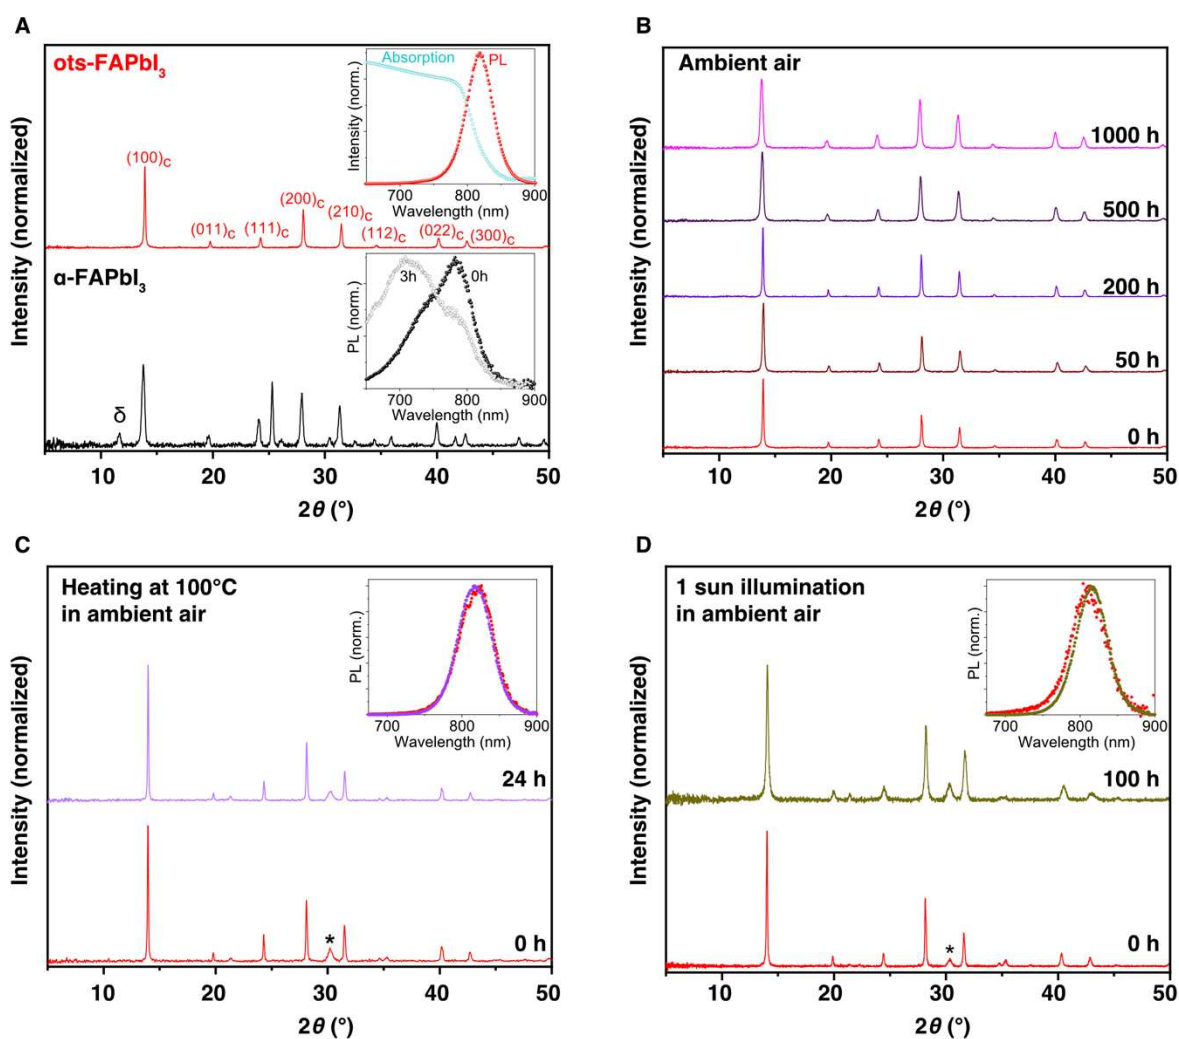 A
ots-FAPbI3
Intensity (normalized)
(100)c
(011)c
(111)c
(200)c
(210)c
(112)c
(022)c
(300)c
Absorption
PL
Intensity (norm.)
700 800 900
Wavelength (nm)
α-FAPbI3
δ
3h
0h
PL (norm.)
700 800 900
Wavelength (nm)
10 20 30 40 50
2θ (°)
B
Ambient air
Intensity (normalized)
1000 h
500 h
200 h
50 h
0 h
10 20 30 40 50
2θ (°)
C
Heating at 100°C
in ambient air
Intensity (normalized)
PL (norm.)
700 800 900
Wavelength (nm)
24 h
*
0 h
10 20 30 40 50
2θ (°)
D
1 sun illumination
in ambient air
Intensity (normalized)
PL (norm.)
700 800 900
Wavelength (nm)
100 h
*
0 h
10 20 30 40 50
2θ (°)